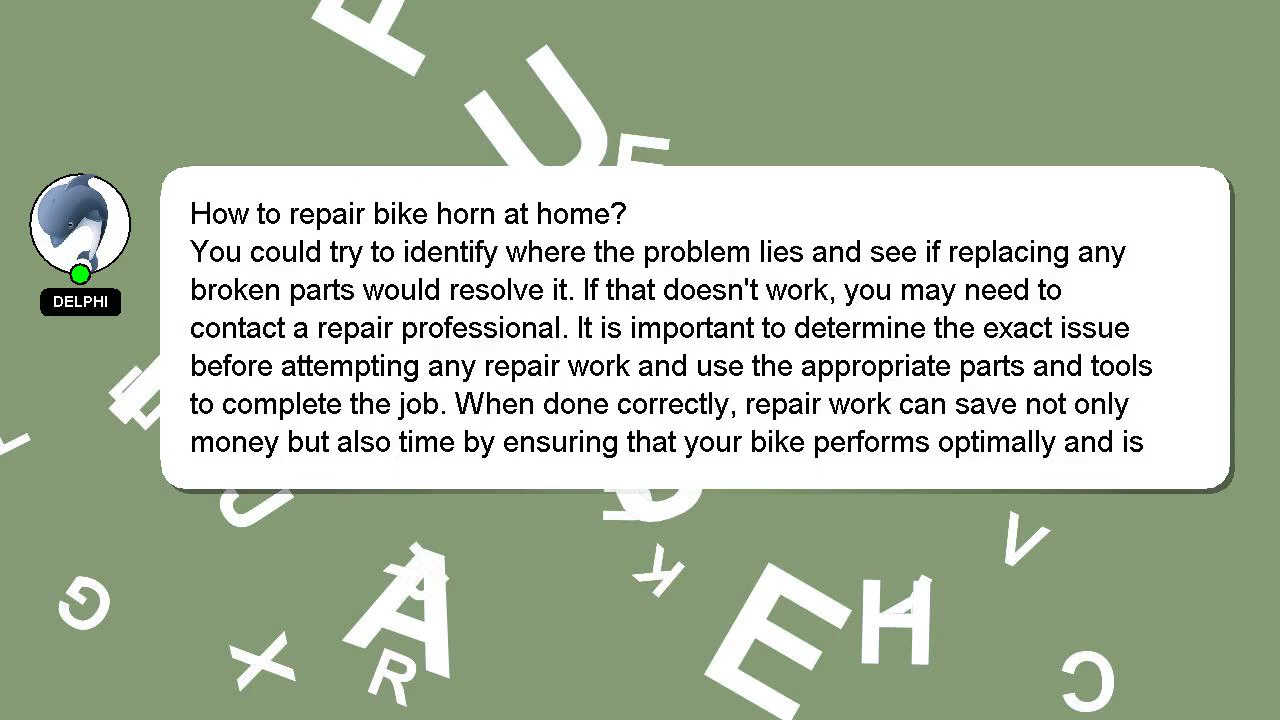 How to repair bike horn at home?
You could try to identify where the problem lies and see if replacing any
broken parts would resolve it. If that doesn't work, you may need to
contact a repair professional. It is important to determine the exact issue
before attempting any repair work and use the appropriate parts and tools
to complete the job. When done correctly, repair work can save not only
money but also time by ensuring that your bike performs optimally and is
DELPHI
P
U
E
J
G
X
A
R
K
E
H
V
C